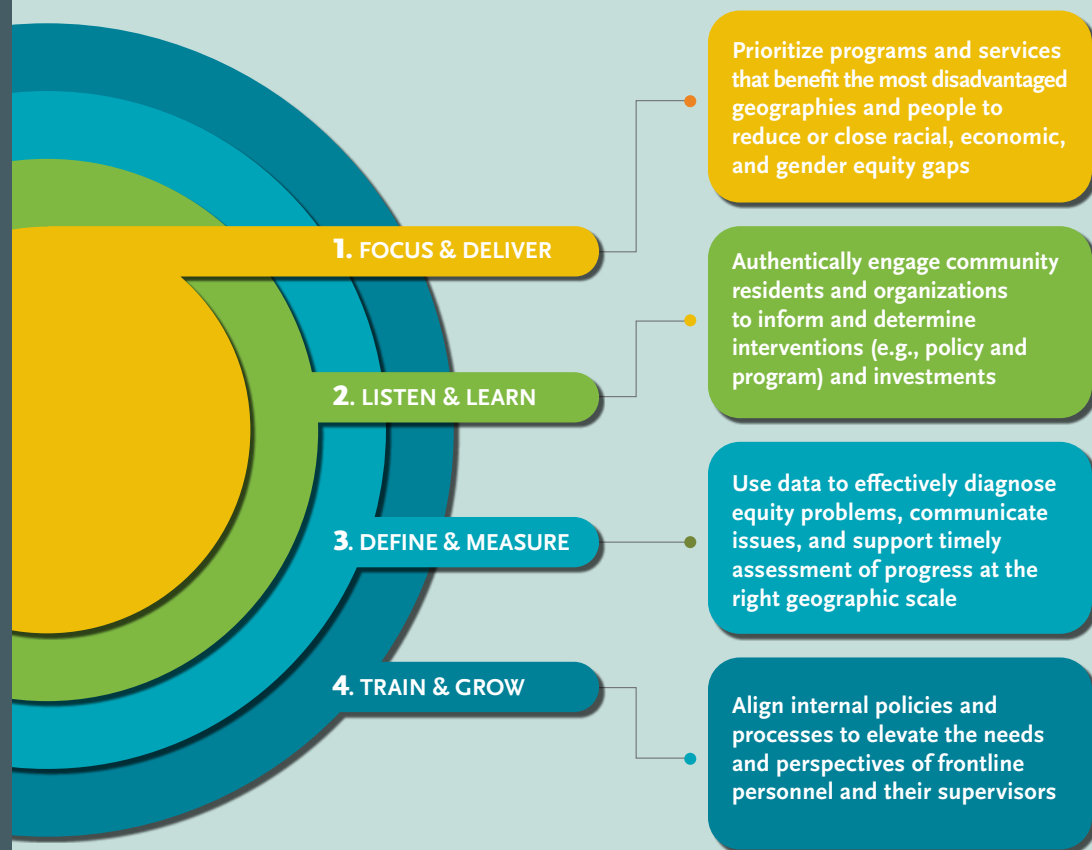 Prioritize programs and services
that benefit the most disadvantaged
geographies and people to
reduce or close racial, economic,
and gender equity gaps
1. FOCUS & DELIVER
Authentically engage community
residents and organizations
to inform and determine
interventions (e.g., policy and
program) and investments
2. LISTEN & LEARN
Use data to effectively diagnose
equity problems, communicate
issues, and support timely
assessment of progress at the
right geographic scale
3. DEFINE & MEASURE
4. TRAIN & GROW
Align internal policies and
processes to elevate the needs
and perspectives of frontline
personnel and their supervisors